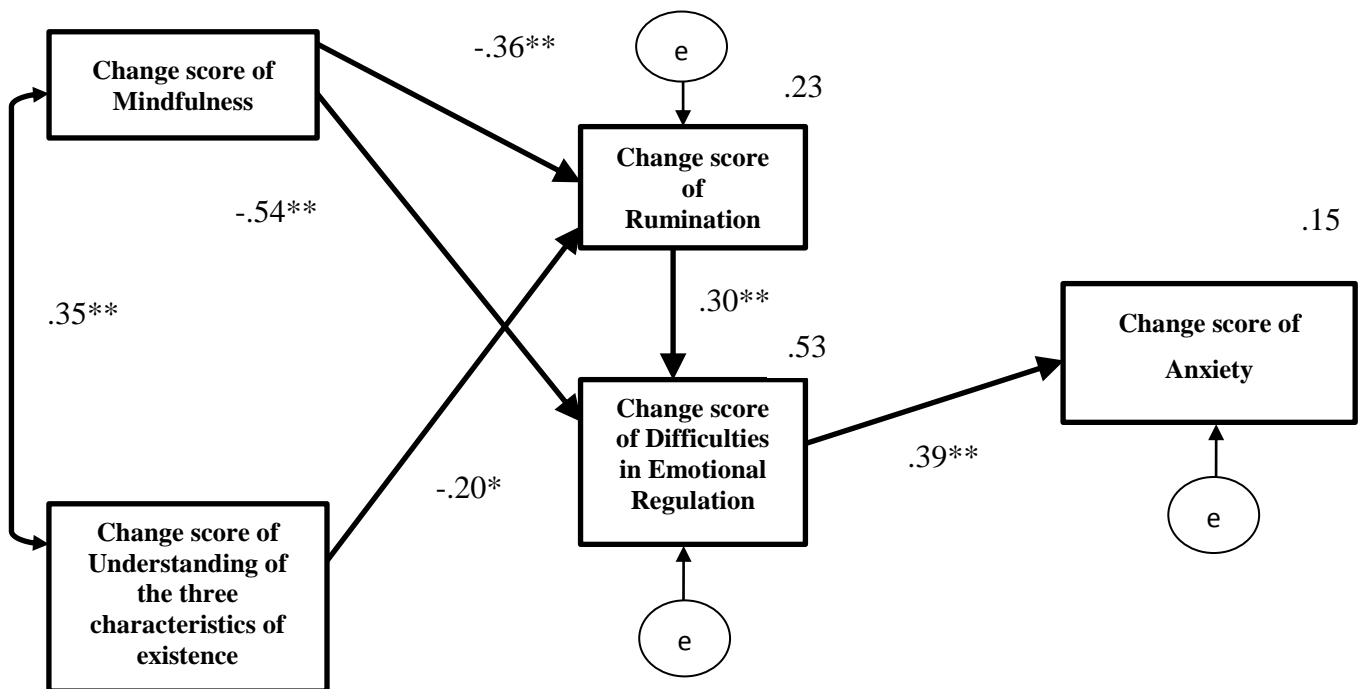 Change score of
Mindfulness
-.36**
e
.23
Change score
of
Rumination
-.54**
.15
.35**
.30**
Change score of
Anxiety
.53
Change score
of Difficulties
in Emotional
Regulation
.39**
-.20*
Change score of
Understanding of
the three
characteristics of
existence
e
e